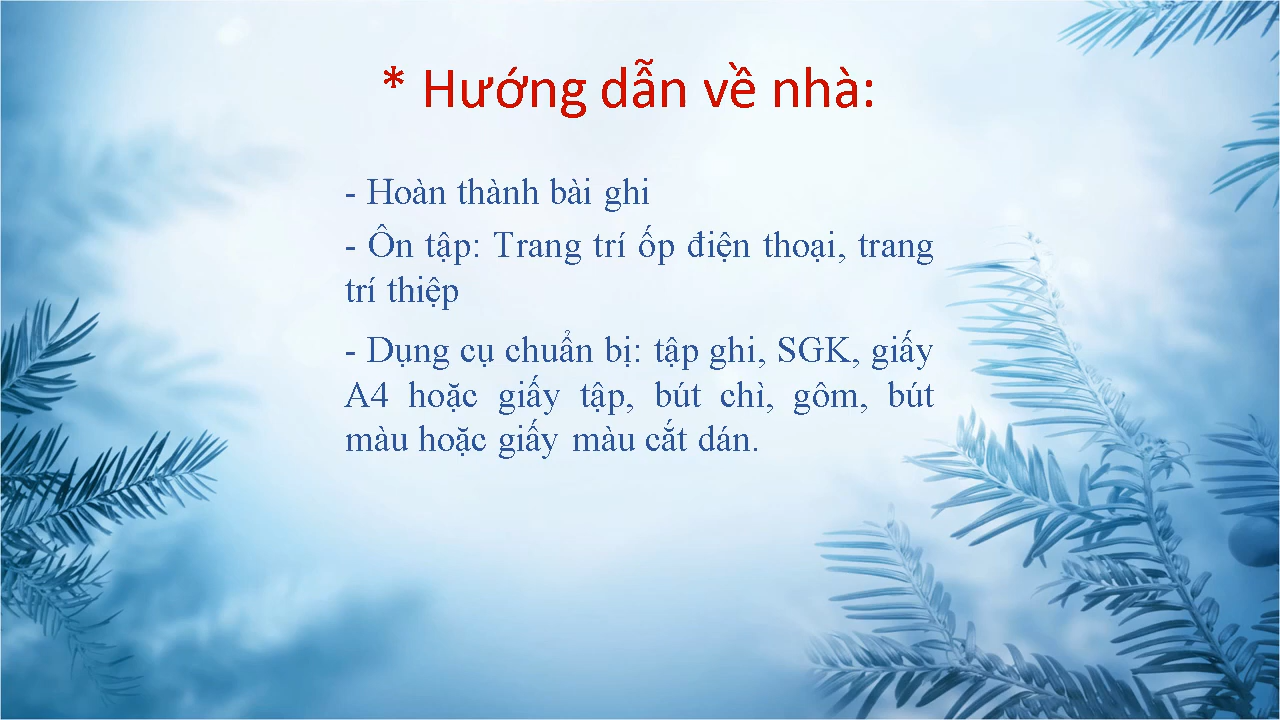 * Hướng dẫn về nhà:
- Hoàn thành bài ghi
- Ôn tập: Trang trí ốp điện thoại, trang
trí thiệp
- Dụng cụ chuẩn bị: tập ghi, SGK, giấy
A4 hoặc giấy tập, bút chì, gôm, bút
màu hoặc giấy màu cắt dán.